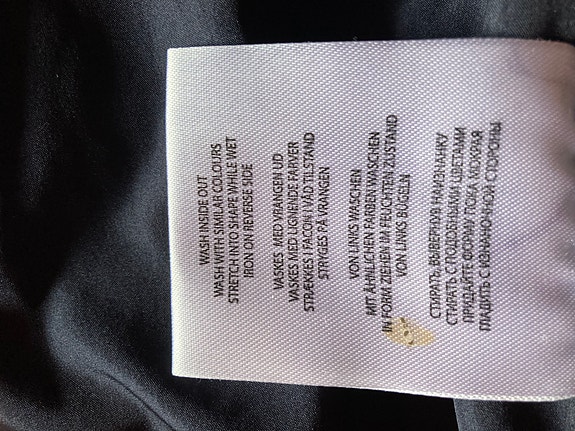 WASH INSIDE OUT
WASH WITH SIMILAR COLOURS
STRETCH INTO SHAPE WHILE WET
IRON ON REVERSE SIDE
VASKES MED VRANGEN UD
VASKES MED LIGNENDE FARVER
STRÆKKES I FACON I VÅD TILSTAND
STRYGES PÅ VRANGEN
VON LINKS WASCHEN
MIT ÄHNLICHEN FARBEN WASCHEN
IN FORM ZIEHEN IM FEUCHTEN ZUSTAND
VON LINKS BÜGELN
СТИРАТЬ, ВЫВЕРНУВ НАИЗНАНКУ
СТИРАТЬ С ПОДОБНЫМИ ЦВЕТАМИ
ПРИДАЙТЕ ФОРМУ ПОКА МОКРАЯ
ГЛАДИТЬ С ИЗНАНОЧНОЙ СТОРОНЫ